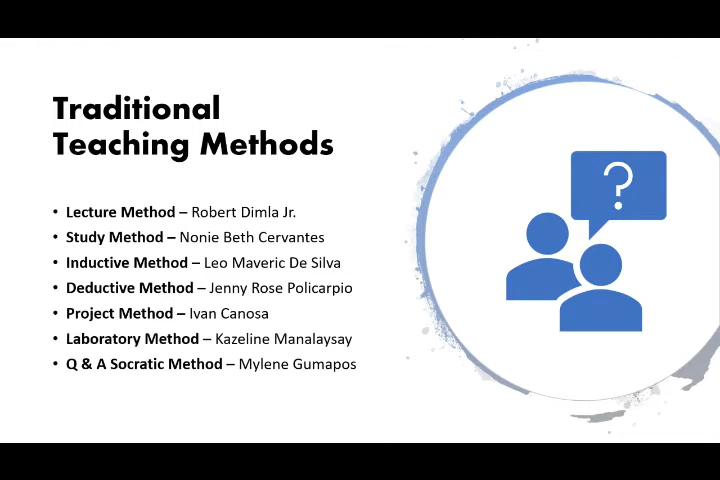 Traditional
Teaching Methods
• Lecture Method – Robert Dimla Jr.
• Study Method – Nonie Beth Cervantes
• Inductive Method – Leo Maveric De Silva
• Deductive Method – Jenny Rose Policarpio
• Project Method – Ivan Canosa
• Laboratory Method – Kazeline Manalaysay
• Q & A Socratic Method – Mylene Gumapos
?